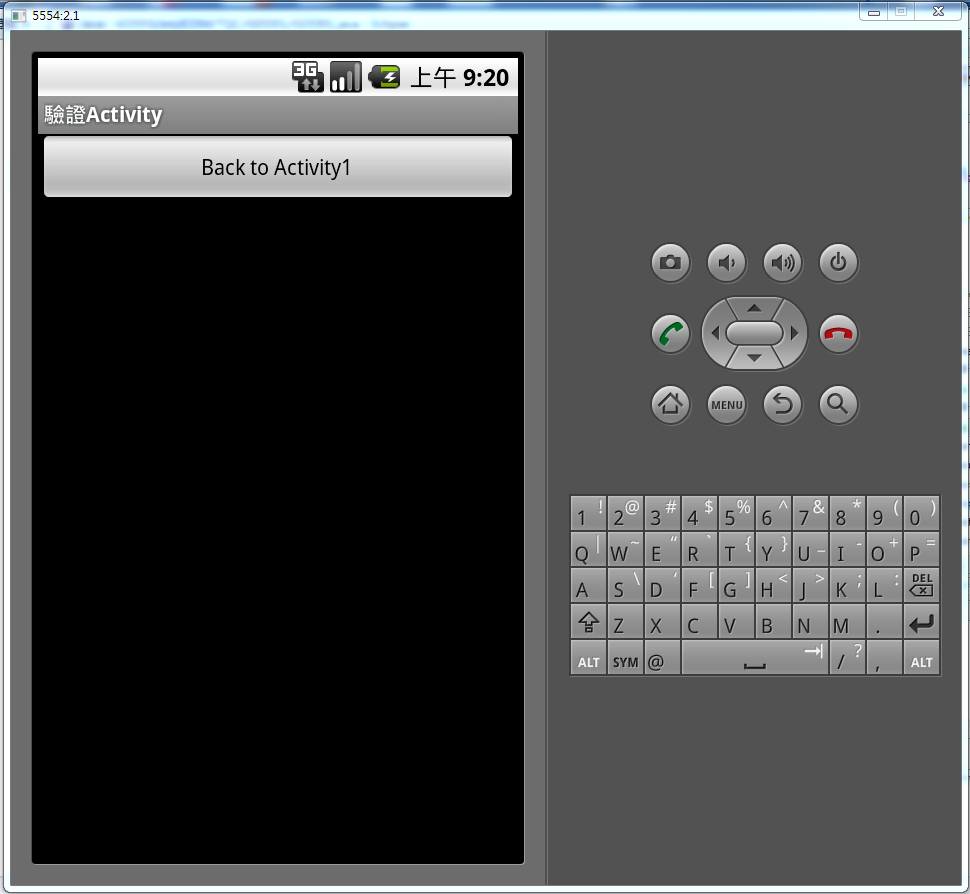 5554:2.1
3G 上午 9:20
驗證Activity
Back to Activity1
MENU
1 ! 2 @ 3 # 4 $ 5 % 6 ^ 7 & 8 * 9 ( 0 )
Q | W ~ E “ R ` T { Y } U _ I - O + P =
A S \ D ' F [ G ] H < J > K ; L : DEL
Z X C V B N M .
ALT SYM @ / ? , ALT